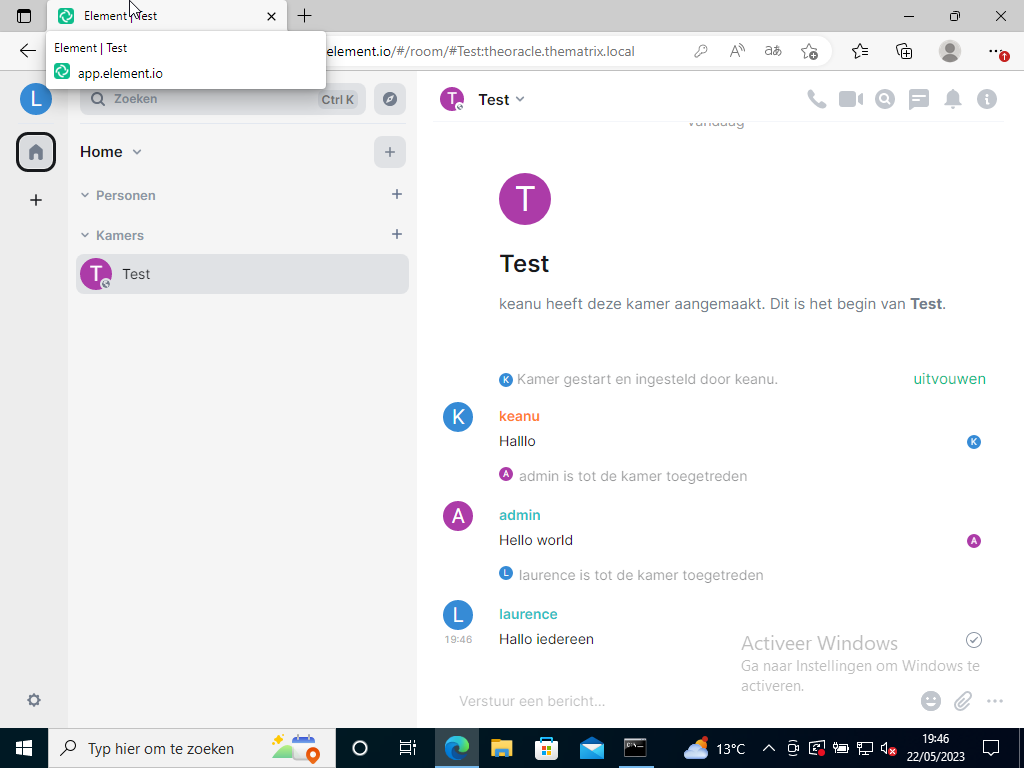 Element | Test
Element | Test
app.element.io
element.io/#/room/#Test:theoracle.thematrix.local
L
Zoeken
Ctrl K
Home
Personen
Kamers
T
Test
T
Test
vandaag
T
Test
keanu heeft deze kamer aangemaakt. Dit is het begin van Test.
K Kamer gestart en ingesteld door keanu.
uitvouwen
K
keanu
Halllo
K
A admin is tot de kamer toegetreden
A
admin
Hello world
A
L laurence is tot de kamer toegetreden
L
laurence
19:46
Hallo iedereen
Activeer Windows
Ga naar Instellingen om Windows te
activeren.
Verstuur een bericht...
Typ hier om te zoeken
13°C
19:46
22/05/2023